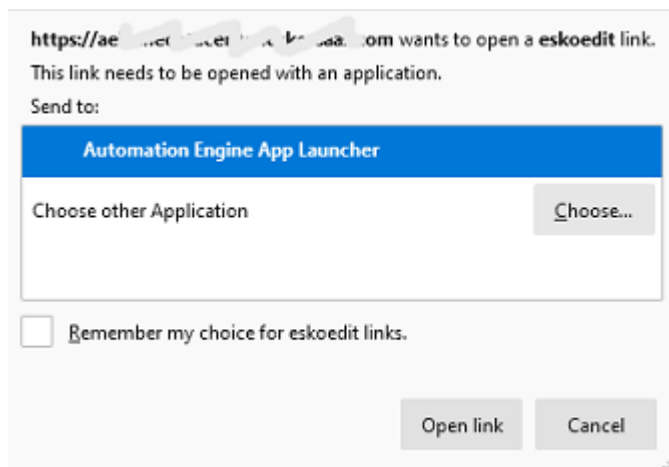 https://ae .om wants to open a eskoedit link.
This link needs to be opened with an application.
Send to:
Automation Engine App Launcher
Choose other Application
Choose...
Remember my choice for eskoedit links.
Open link
Cancel